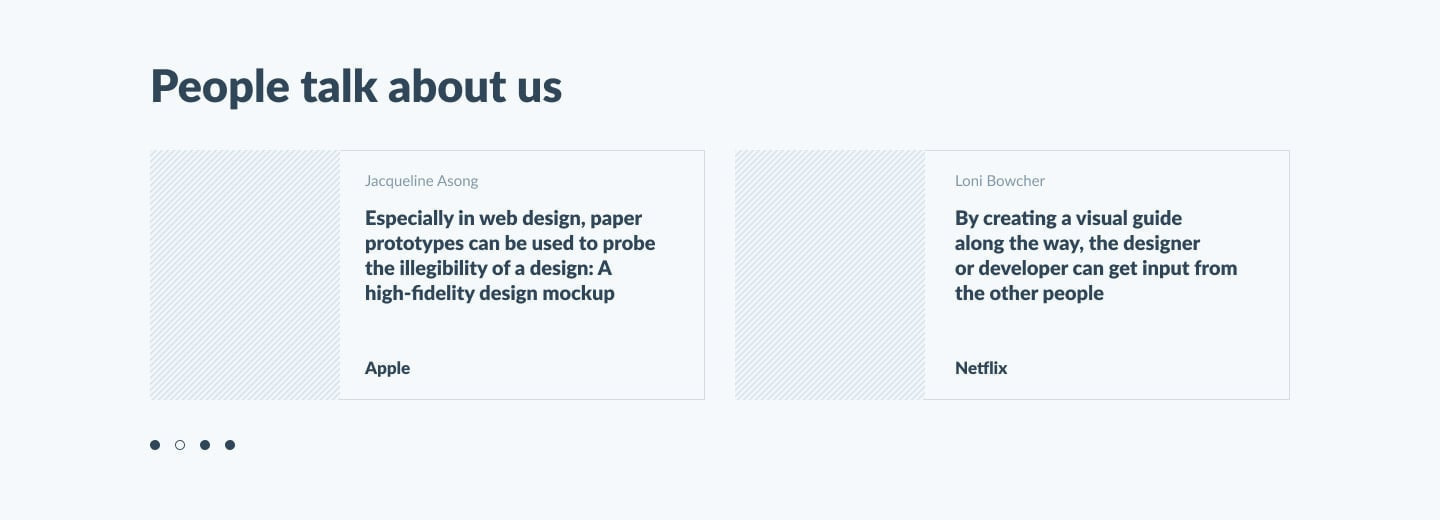 People talk about us
Jacqueline Asong
Especially in web design, paper
prototypes can be used to probe
the illegibility of a design: A
high-fidelity design mockup
Apple
Loni Bowcher
By creating a visual guide
along the way, the designer
or developer can get input from
the other people
Netflix